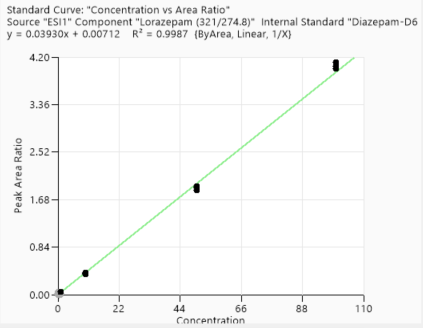 Standard Curve: "Concentration vs Area Ratio"
Source "ESI1" Component "Lorazepam (321/274.8)" Internal Standard "Diazepam-D6
y = 0.03930x + 0.00712 R² = 0.9987 (ByArea, Linear, 1/X)
4.20
3.36
2.52
1.68
0.84
0.00
Peak Area Ratio
0 22 44 66 88 110
Concentration